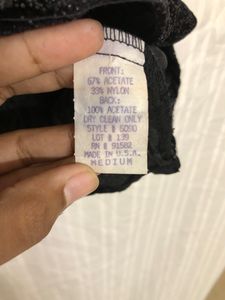 FRONT:
67% ACETATE
33% NYLON
BACK:
100% ACETATE
DRY CLEAN ONLY
STYLE # 5090
LOT # 139
RN # 91582
MADE IN U.S.A.
MEDIUM